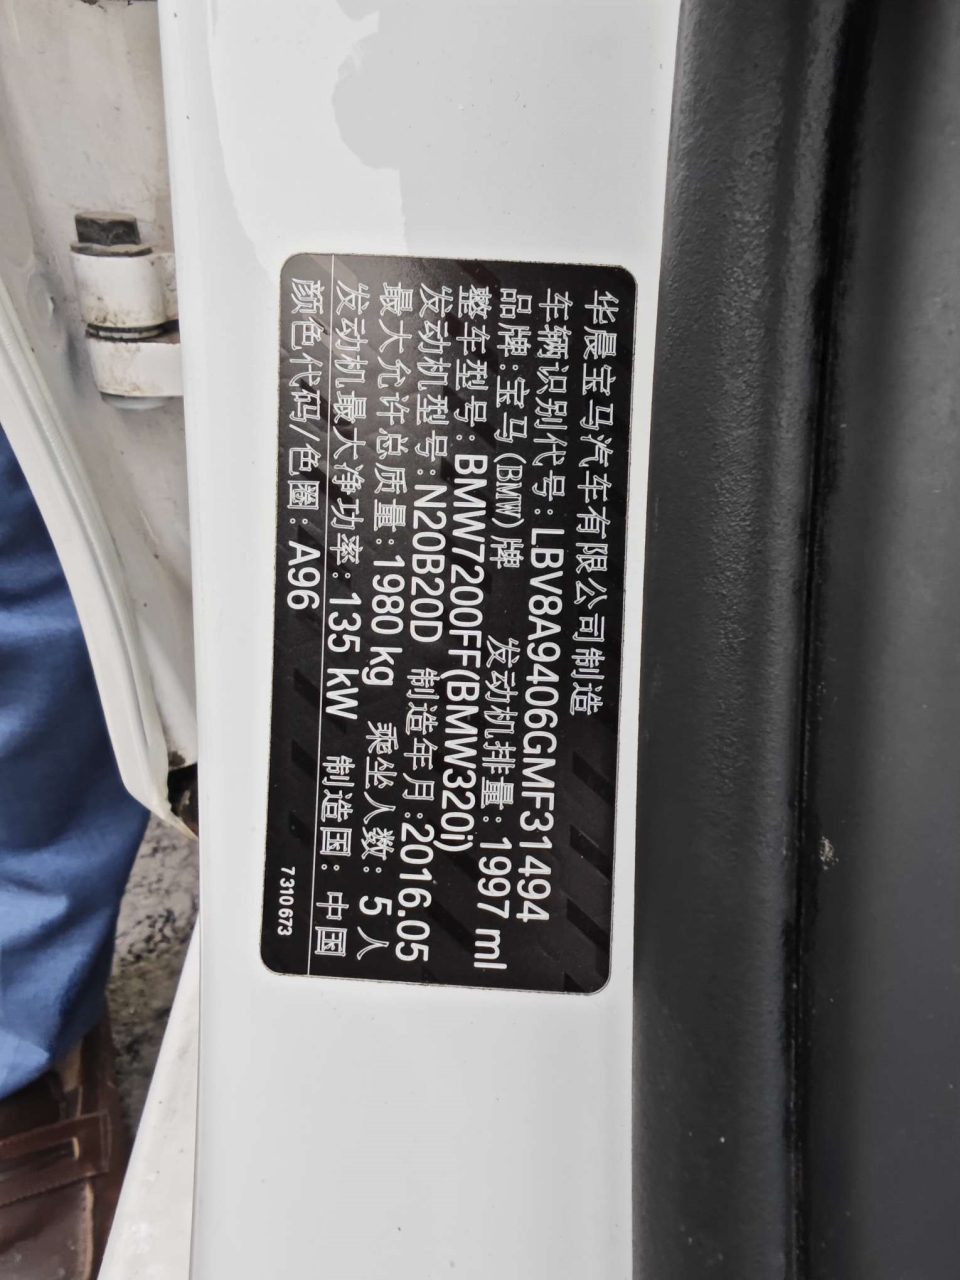 华晨宝马汽车有限公司制造
车辆识别代号:LBV8A9406GMF31494
品牌:宝马(BMW)牌 发动机排量:1997 ml
整车型号:BMW7200FF(BMW320i)
发动机型号:N20B20D 制造年月:2016.05
最大允许总质量:1980 kg 乘坐人数:5人
发动机最大净功率:135 kW 制造国:中国
颜色代码/色圈:A96
7310673